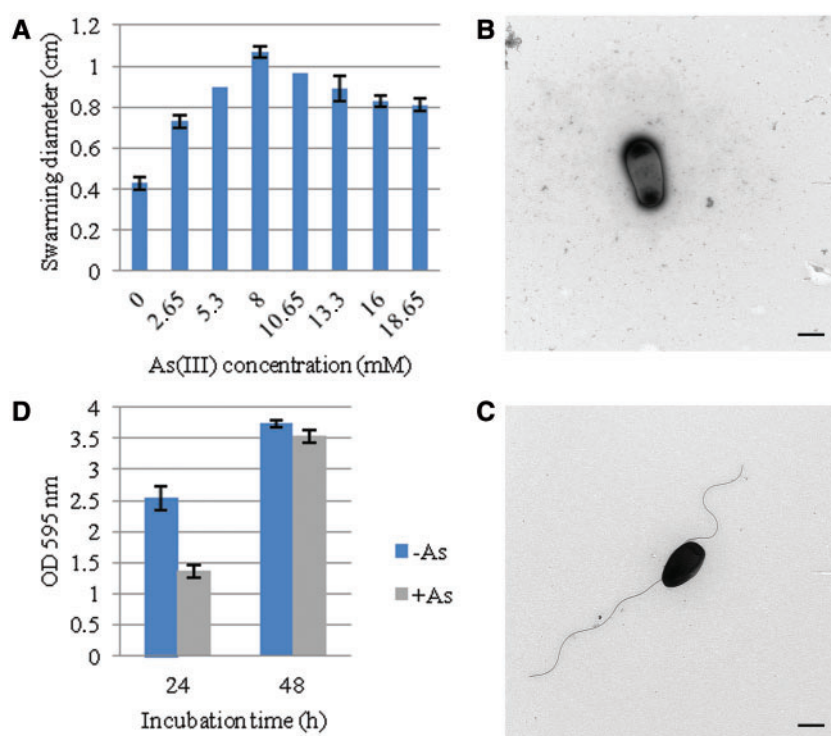 A
Swarming diameter (cm)
1.2
1
0.8
0.6
0.4
0.2
0
0
2.65
5.3
8
10.65
13.3
16
18.65
As(III) concentration (mM)
B
D
OD 595 nm
4
3.5
3
2.5
2
1.5
1
0.5
0
24
48
Incubation time (h)
-As
+As
C